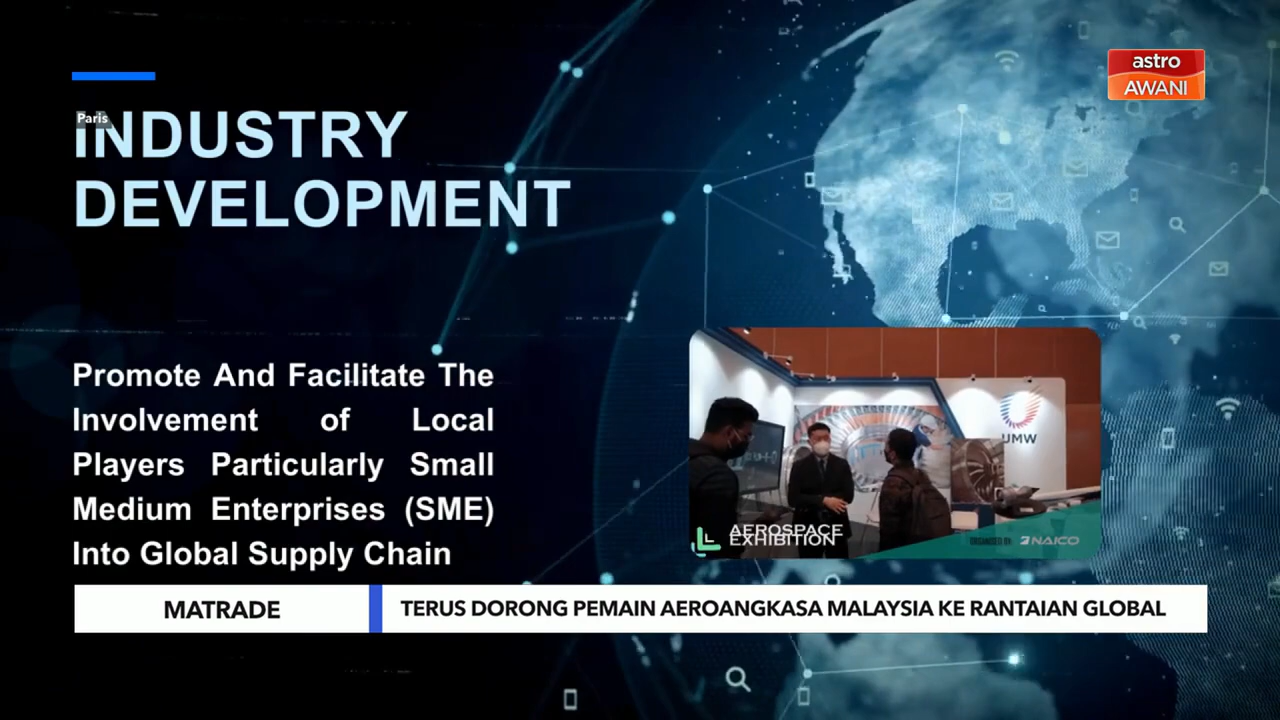 astro
AWANI
Paris
INDUSTRY
DEVELOPMENT
Promote And Facilitate The
Involvement of Local
Players Particularly Small
Medium Enterprises (SME)
Into Global Supply Chain
UMW
AEROSPACE
EXHIBITION
ORGANISED BY:
NAICO
MATRADE
TERUS DORONG PEMAIN AEROANGKASA MALAYSIA KE RANTAIAN GLOBAL